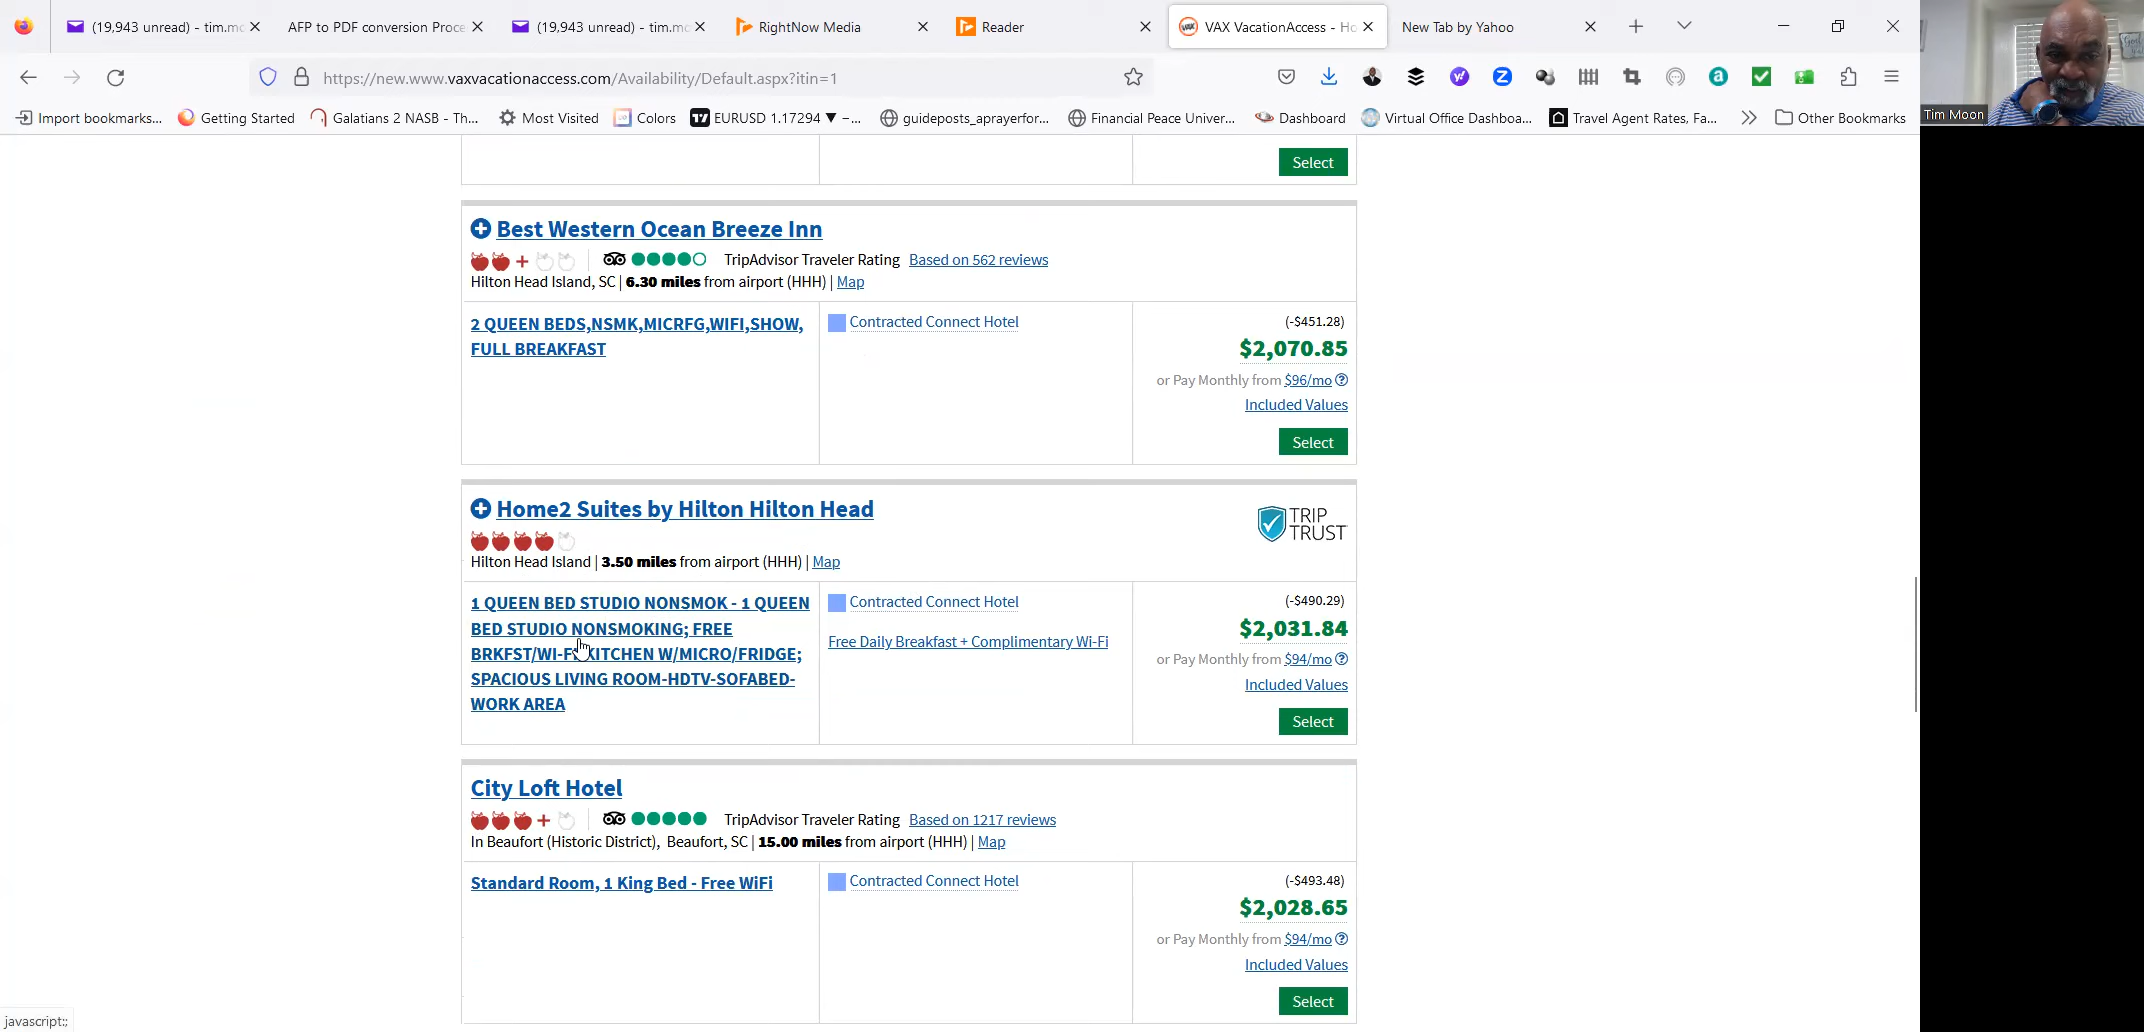 (19,943 unread) - tim.mo
AFP to PDF conversion Proce
(19,943 unread) - tim.mo
RightNow Media
Reader
VAX VacationAccess - Ho
New Tab by Yahoo
https://new.www.vaxvacationaccess.com/Availability/Default.aspx?itin=1
Import bookmarks...
Getting Started
Galatians 2 NASB - Th...
Most Visited
Colors
EURUSD 1.17294 ▼ −...
guideposts_aprayerfor...
Financial Peace Univer...
Dashboard
Virtual Office Dashboa...
Travel Agent Rates, Fa...
Other Bookmarks
Tim Moon
Select
Best Western Ocean Breeze Inn
TripAdvisor Traveler Rating Based on 562 reviews
Hilton Head Island, SC | 6.30 miles from airport (HHH) | Map
2 QUEEN BEDS,NSMK,MICRFG,WIFI,SHOW,
FULL BREAKFAST
Contracted Connect Hotel
(-$451.28)
$2,070.85
or Pay Monthly from $96/mo
Included Values
Select
Home2 Suites by Hilton Hilton Head
TRIP
TRUST
Hilton Head Island | 3.50 miles from airport (HHH) | Map
1 QUEEN BED STUDIO NONSMOK - 1 QUEEN
BED STUDIO NONSMOKING; FREE
BRKFST/WI-F KITCHEN W/MICRO/FRIDGE;
SPACIOUS LIVING ROOM-HDTV-SOFABED-
WORK AREA
Contracted Connect Hotel
Free Daily Breakfast + Complimentary Wi-Fi
(-$490.29)
$2,031.84
or Pay Monthly from $94/mo
Included Values
Select
City Loft Hotel
TripAdvisor Traveler Rating Based on 1217 reviews
In Beaufort (Historic District), Beaufort, SC | 15.00 miles from airport (HHH) | Map
Standard Room, 1 King Bed - Free WiFi
Contracted Connect Hotel
(-$493.48)
$2,028.65
or Pay Monthly from $94/mo
Included Values
Select
javascript:;